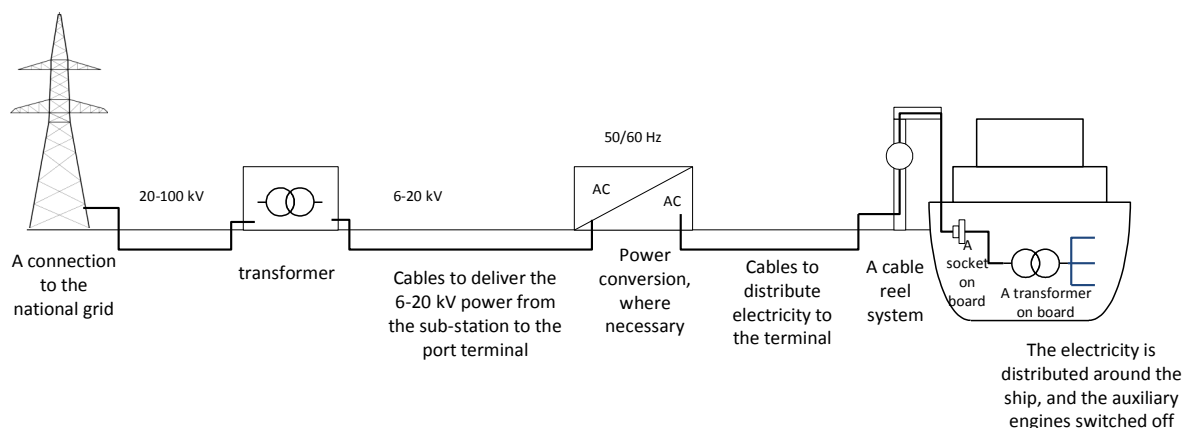 50/60 Hz
20-100 kV
6-20 kV
AC
AC
A connection
to the
national grid
transformer
Cables to deliver the
6-20 kV power from
the sub-station to the
port terminal
Power
conversion,
where
necessary
Cables to
distribute
electricity to
the terminal
A cable
reel
system
A
socket
on
board
A transformer
on board
The electricity is
distributed around the
ship, and the auxiliary
engines switched off